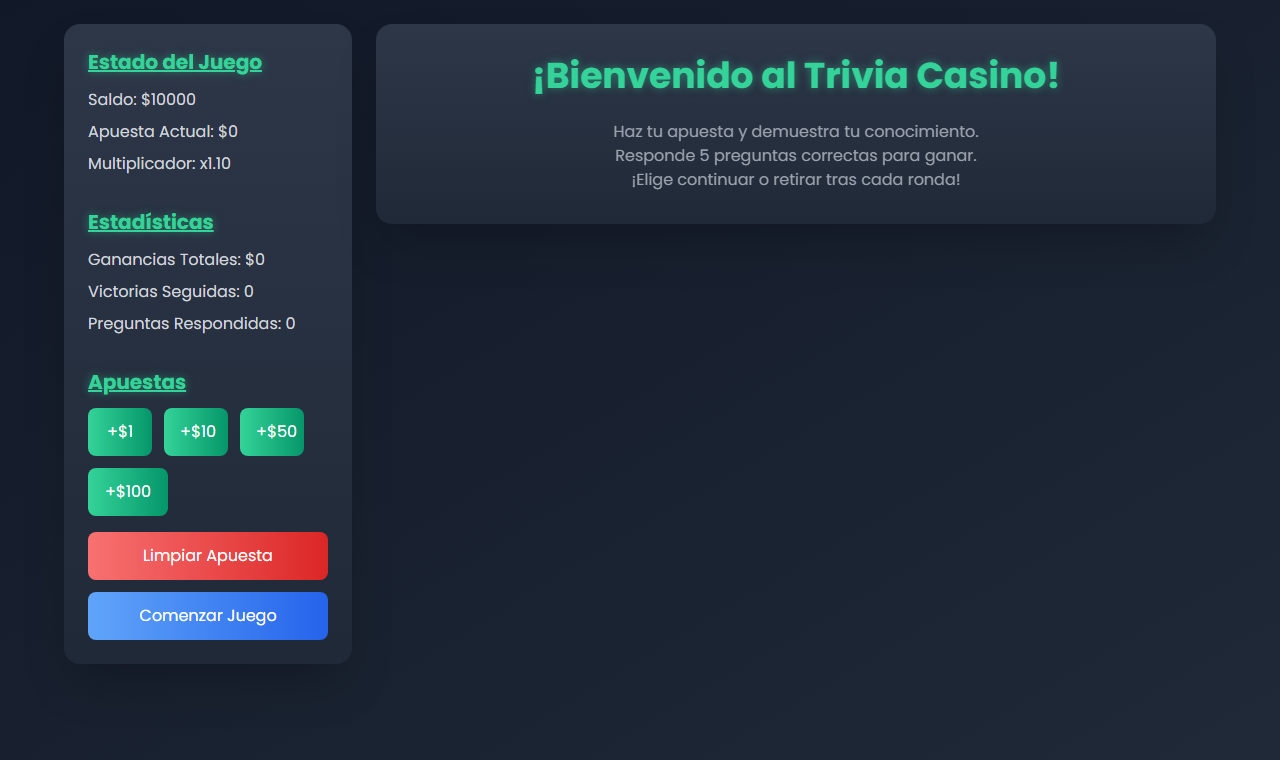 Estado del Juego
Saldo: $10000
Apuesta Actual: $0
Multiplicador: x1.10
Estadísticas
Ganancias Totales: $0
Victorias Seguidas: 0
Preguntas Respondidas: 0
Apuestas
+$1
+$10
+$50
+$100
Limpiar Apuesta
Comenzar Juego
¡Bienvenido al Trivia Casino!
Haz tu apuesta y demuestra tu conocimiento.
Responde 5 preguntas correctas para ganar.
¡Elige continuar o retirar tras cada ronda!